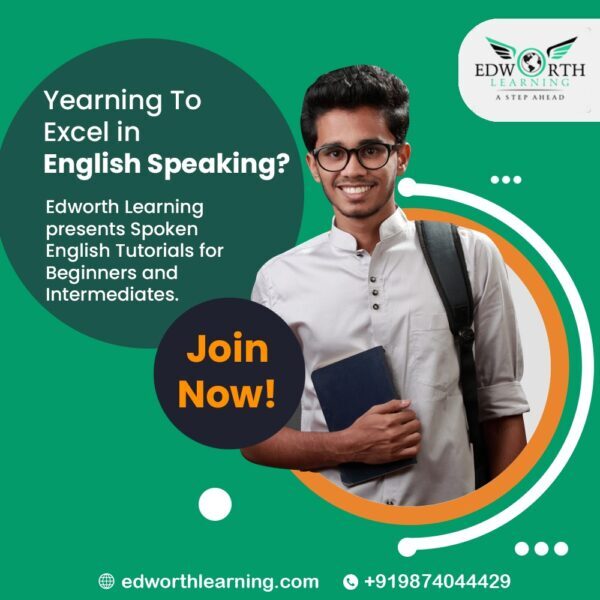 EDWORTH
LEARNING
A STEP AHEAD
Yearning To
Excel in
English Speaking?
Edworth Learning
presents Spoken
English Tutorials for
Beginners and
Intermediates.
Join
Now!
edworthlearning.com +919874044429